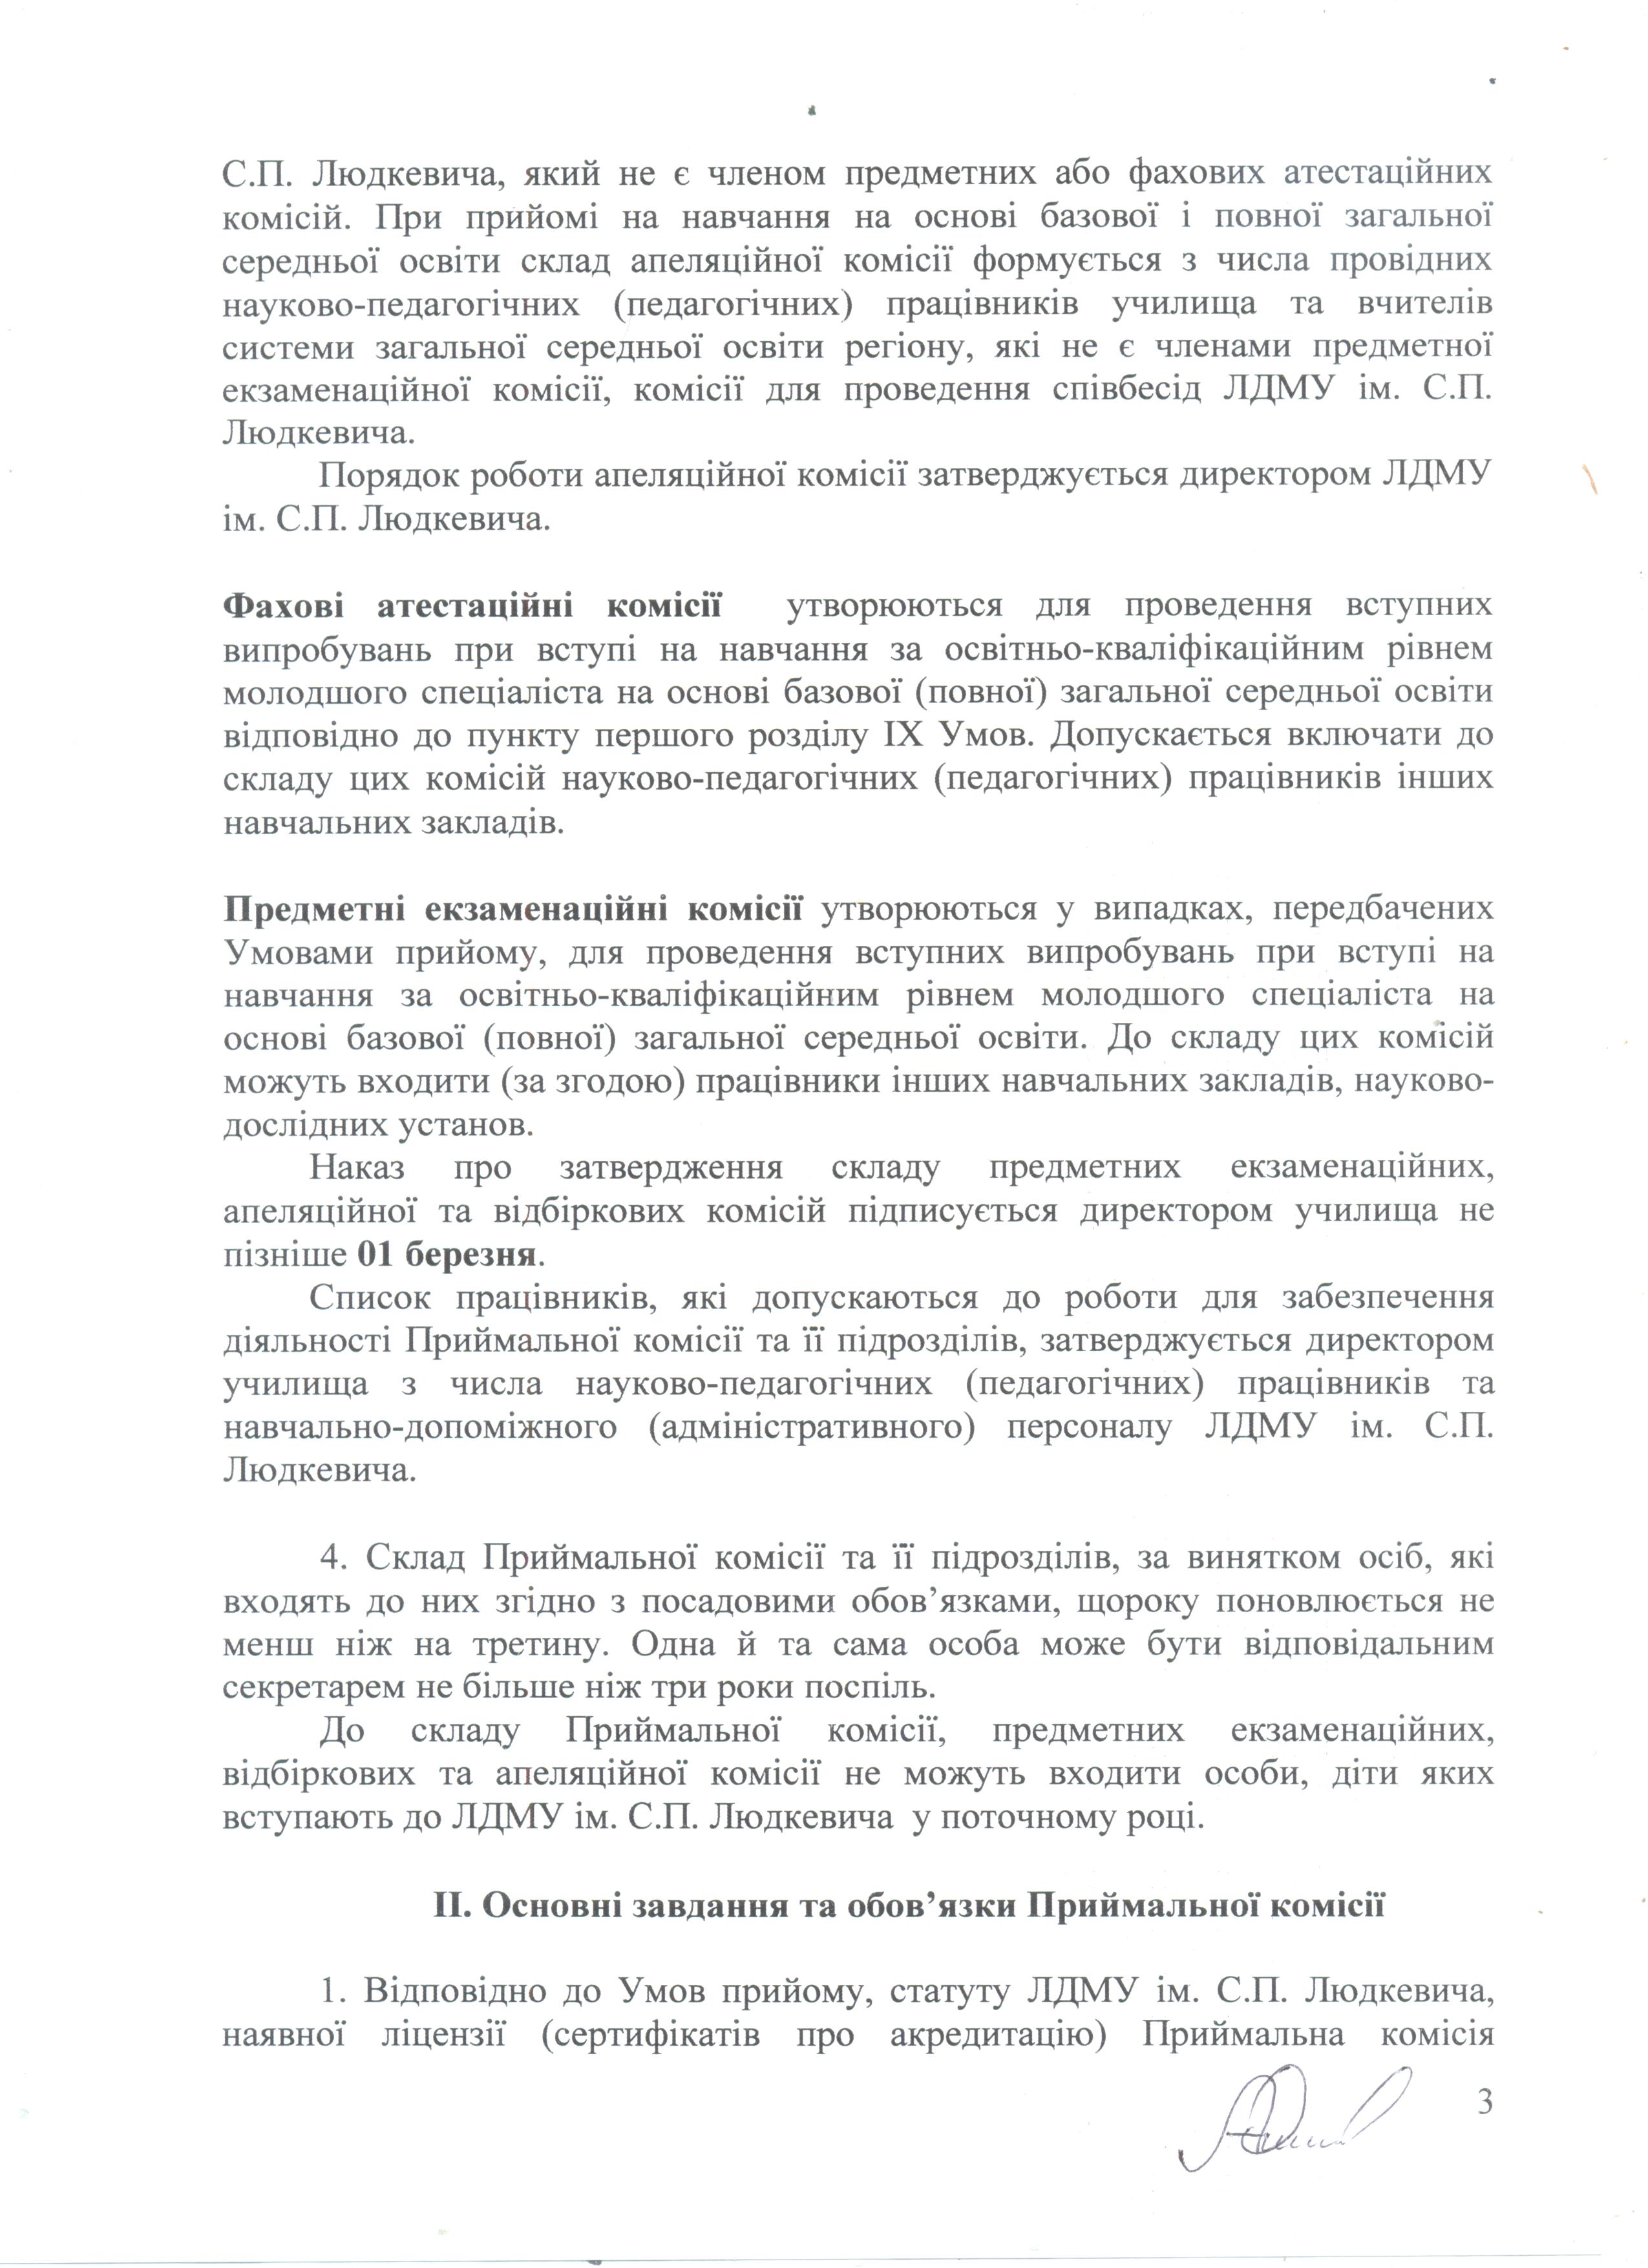 С.П. Людкевича, який не є членом предметних або фахових атестаційних
комісій. При прийомі на навчання на основі базової і повної загальної
середньої освіти склад апеляційної комісії формується з числа провідних
науково-педагогічних (педагогічних) працівників училища та вчителів
системи загальної середньої освіти регіону, які не є членами предметної
екзаменаційної комісії, комісії для проведення співбесід ЛДМУ ім. С.П.
Людкевича.
Порядок роботи апеляційної комісії затверджується директором ЛДМУ
ім. С.П. Людкевича.
Фахові атестаційні комісії утворюються для проведення вступних
випробувань при вступі на навчання за освітньо-кваліфікаційним рівнем
молодшого спеціаліста на основі базової (повної) загальної середньої освіти
відповідно до пункту першого розділу IX Умов. Допускається включати до
складу цих комісій науково-педагогічних (педагогічних) працівників інших
навчальних закладів.
Предметні екзаменаційні комісії утворюються у випадках, передбачених
Умовами прийому, для проведення вступних випробувань при вступі на
навчання за освітньо-кваліфікаційним рівнем молодшого спеціаліста на
основі базової (повної) загальної середньої освіти. До складу цих комісій
можуть входити (за згодою) працівники інших навчальних закладів, науково-
дослідних установ.
Наказ про затвердження складу предметних екзаменаційних,
апеляційної та відбіркових комісій підписується директором училища не
пізніше 01 березня.
Список працівників, які допускаються до роботи для забезпечення
діяльності Приймальної комісії та її підрозділів, затверджується директором
училища з числа науково-педагогічних (педагогічних) працівників та
навчально-допоміжного (адміністративного) персоналу ЛДМУ ім. С.П.
Людкевича.
4. Склад Приймальної комісії та її підрозділів, за винятком осіб, які
входять до них згідно з посадовими обов’язками, щороку поновлюється не
менш ніж на третину. Одна й та сама особа може бути відповідальним
секретарем не більше ніж три роки поспіль.
До складу Приймальної комісії, предметних екзаменаційних,
відбіркових та апеляційної комісії не можуть входити особи, діти яких
вступають до ЛДМУ ім. С.П. Людкевича у поточному році.
II. Основні завдання та обов’язки Приймальної комісії
1. Відповідно до Умов прийому, статуту ЛДМУ ім. С.П. Людкевича,
наявної ліцензії (сертифікатів про акредитацію) Приймальна комісія
3